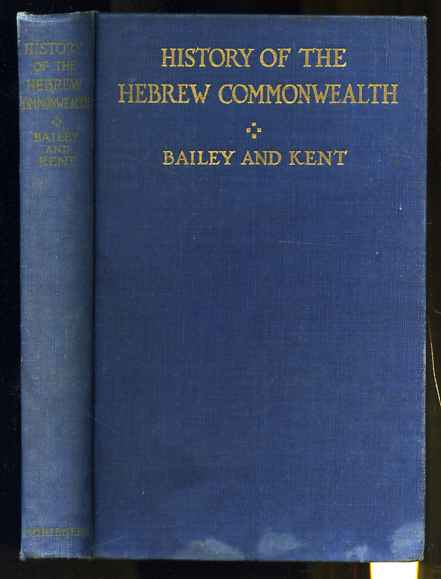 HISTORY
OF THE
HEBREW
COMMONWEALTH
BAILEY
AND
KENT
SCRIBNERS
HISTORY OF THE
HEBREW COMMONWEALTH
BAILEY AND KENT